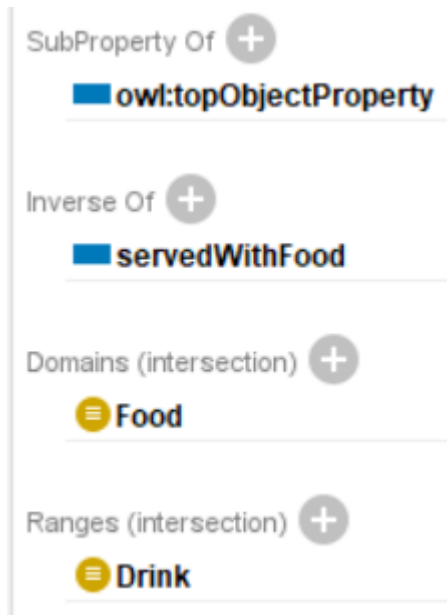 SubProperty Of
owl:topObjectProperty
Inverse Of
servedWithFood
Domains (intersection)
Food
Ranges (intersection)
Drink